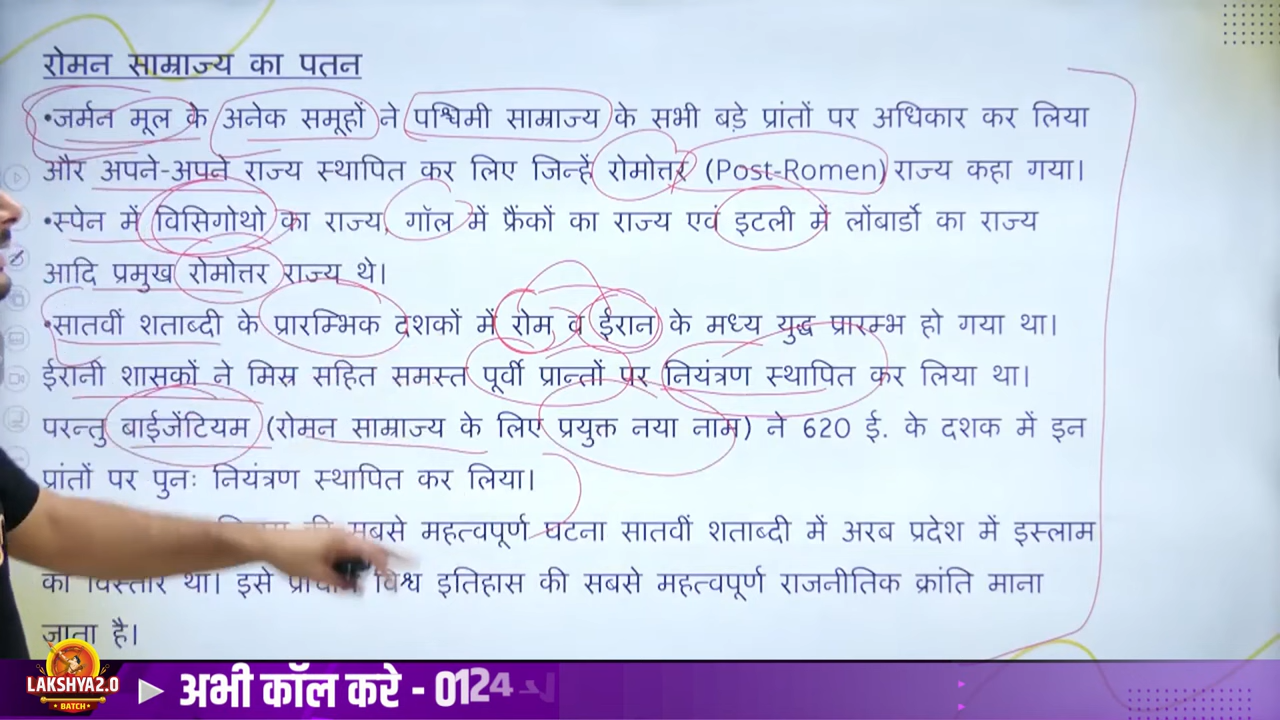 रोमन साम्राज्य का पतन
•जर्मन मूल के अनेक समूहों ने पश्चिमी साम्राज्य के सभी बड़े प्रांतों पर अधिकार कर लिया
और अपने-अपने राज्य स्थापित कर लिए जिन्हें रोमोत्तर (Post-Romen) राज्य कहा गया।
•स्पेन में विसिगोथो का राज्य, गॉल में फ्रैंकों का राज्य एवं इटली में लोंबार्डो का राज्य
आदि प्रमुख रोमोत्तर राज्य थे।
•सातवीं शताब्दी के प्रारम्भिक दशकों में रोम व ईरान के मध्य युद्ध प्रारम्भ हो गया था।
ईरानी शासकों ने मिस्र सहित समस्त पूर्वी प्रान्तों पर नियंत्रण स्थापित कर लिया था।
परन्तु बाईजेंटियम (रोमन साम्राज्य के लिए प्रयुक्त नया नाम) ने 620 ई. के दशक में इन
प्रांतों पर पुनः नियंत्रण स्थापित कर लिया।
सबसे महत्वपूर्ण घटना सातवीं शताब्दी में अरब प्रदेश में इस्लाम
का विस्तार था। इसे प्राचीन विश्व इतिहास की सबसे महत्वपूर्ण राजनीतिक क्रांति माना
जाता है।
LAKSHYA2.0
BATCH
अभी कॉल करे - 0124